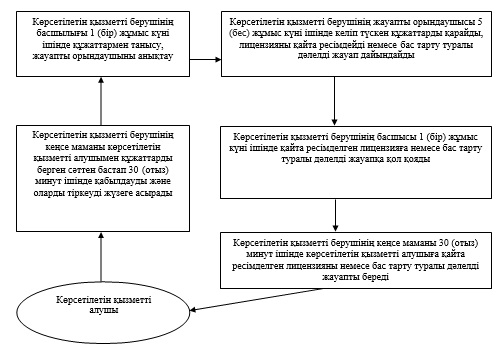 Көрсетілетін қызметті берушінің
басшылығы 1 (бір) жұмыс күні
ішінде құжаттармен танысу,
жауапты орындаушыны анықтау
Көрсетілетін қызметті берушінің жауапты орындаушысы 5
(бес) жұмыс күні ішінде келіп түскен құжаттарды қарайды,
лицензияны қайта ресімдейді немесе бас тарту туралы
дәлелді жауап дайындайды
Көрсетілетін қызметті берушінің
кеңсе маманы көрсетілетін
қызметті алушымен құжаттарды
берген сәттен бастап 30 (отыз)
минут ішінде қабылдауды және
оларды тіркеуді жүзеге асырады
Көрсетілетін қызметті берушінің басшысы 1 (бір) жұмыс
күні ішінде қайта ресімделген лицензияға немесе бас тарту
туралы дәлелді жауапқа қол қояды
Көрсетілетін қызметті берушінің кеңсе маманы 30 (отыз)
минут ішінде көрсетілетін қызметті алушыға қайта
ресімделген лицензияны немесе бас тарту туралы дәлелді
жауапты береді
Көрсетілетін қызметті
алушы